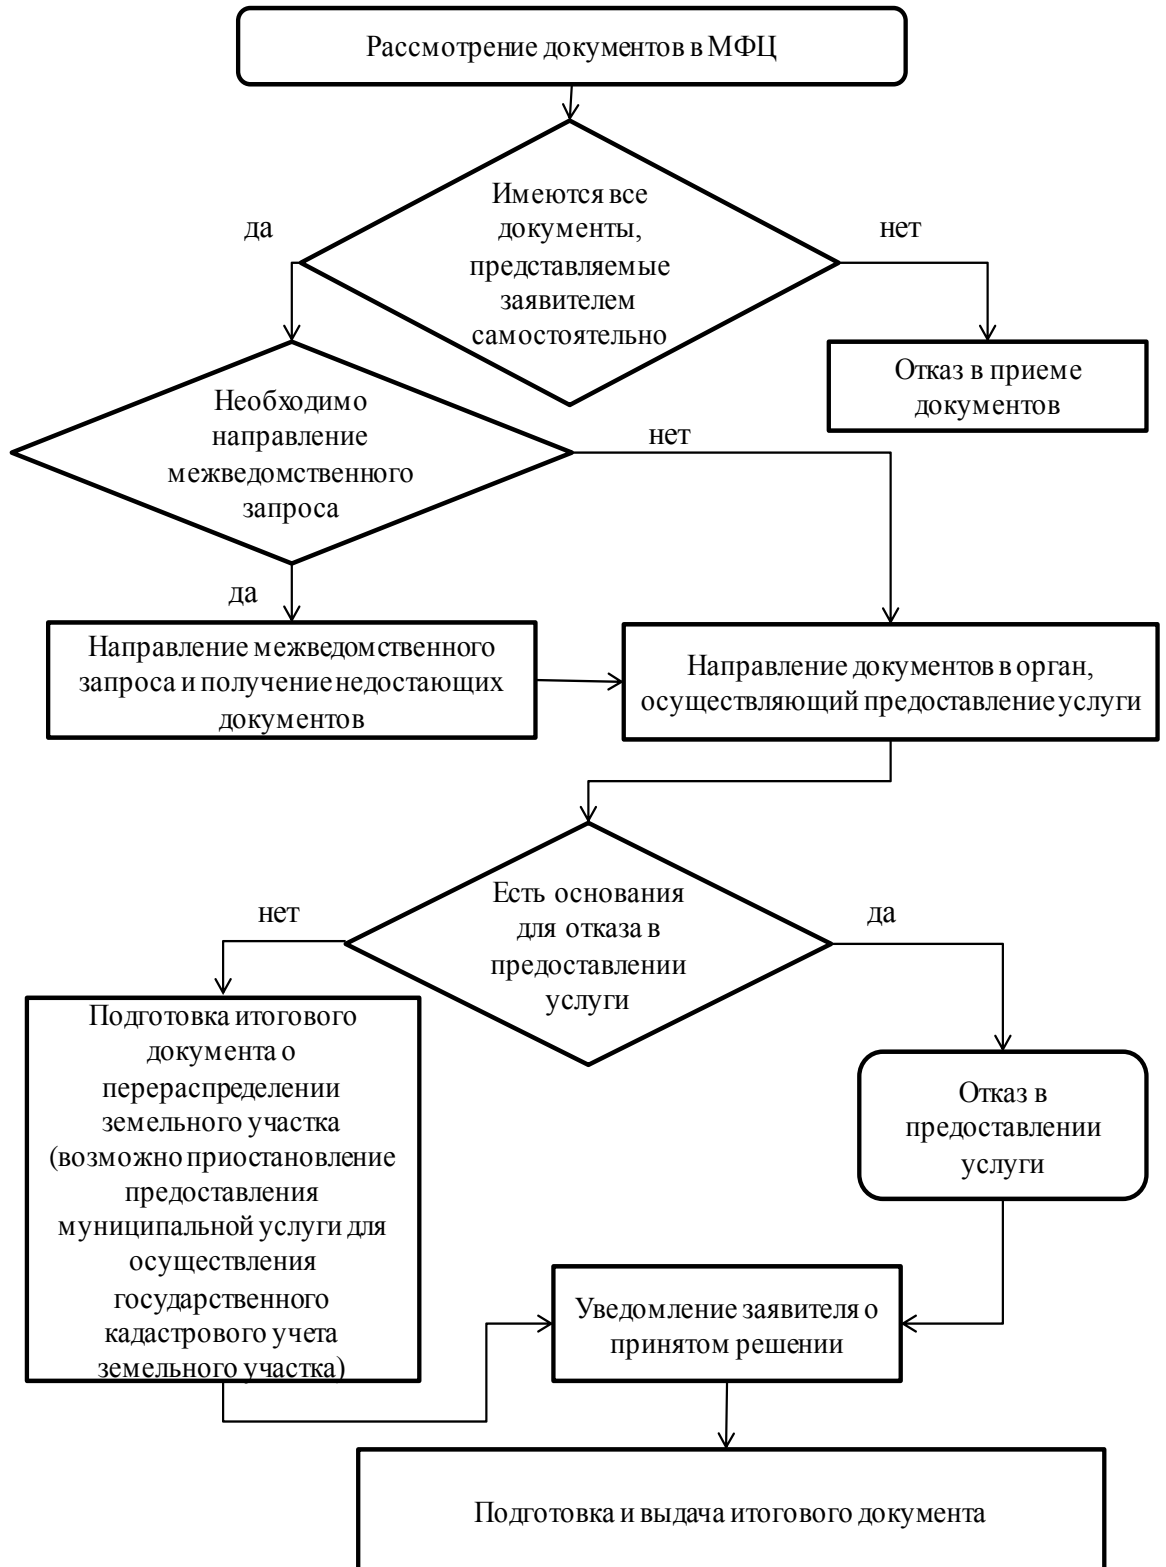 Рассмотрение документов в МФЦ
Имеются все
документы,
представляемые
заявителем
самостоятельно
да
нет
Отказ в приеме
документов
Необходимо
направление
межведомственного
запроса
нет
да
Направление межведомственного
запроса и получение недостающих
документов
Направление документов в орган,
осуществляющий предоставление услуги
Есть основания
для отказа в
предоставлении
услуги
нет
да
Подготовка итогового
документа о
перераспределении
земельного участка
(возможно приостановление
предоставления
муниципальной услуги для
осуществления
государственного
кадастрового учета
земельного участка)
Отказ в
предоставлении
услуги
Уведомление заявителя о
принятом решении
Подготовка и выдача итогового документа